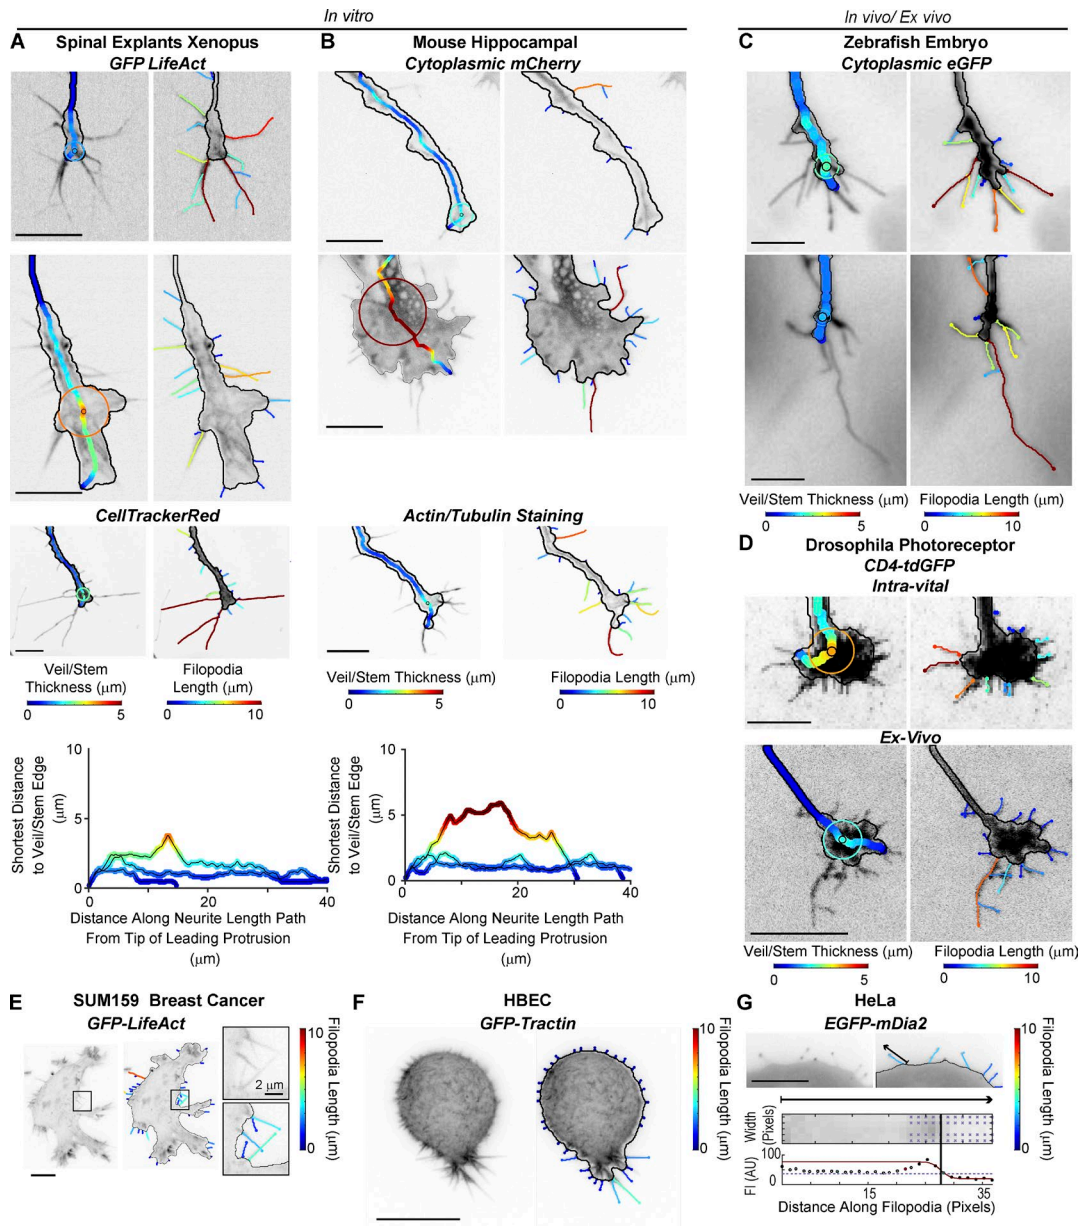 In vitro
In vivo/ Ex vivo
A
Spinal Explants Xenopus
GFP LifeAct
B
Mouse Hippocampal
Cytoplasmic mCherry
C
Zebrafish Embryo
Cytoplasmic eGFP
CellTrackerRed
Actin/Tubulin Staining
Veil/Stem Thickness (μm)
0
5
Filopodia Length (μm)
0
10
D
Drosophila Photoreceptor
CD4-tdGFP
Intra-vital
Veil/Stem
Thickness (μm)
0
5
Filopodia
Length (μm)
0
10
Veil/Stem Thickness (μm)
0
5
Filopodia Length (μm)
0
10
Ex-Vivo
Shortest Distance
to Veil/Stem Edge
(μm)
10
5
0
0
20
40
Distance Along Neurite Length Path
From Tip of Leading Protrusion
(μm)
Shortest Distance
to Veil/Stem Edge
(μm)
10
5
0
0
20
40
Distance Along Neurite Length Path
From Tip of Leading Protrusion
(μm)
Veil/Stem Thickness (μm)
0
5
Filopodia Length (μm)
0
10
E
SUM159 Breast Cancer
GFP-LifeAct
2 μm
10
0
Filopodia Length (μm)
F
HBEC
GFP-Tractin
10
0
Filopodia Length (μm)
G
HeLa
EGFP-mDia2
10
0
Filopodia Length (μm)
Width
(Pixels)
FI (AU)
100
0
15
35
Distance Along Filopodia (Pixels)